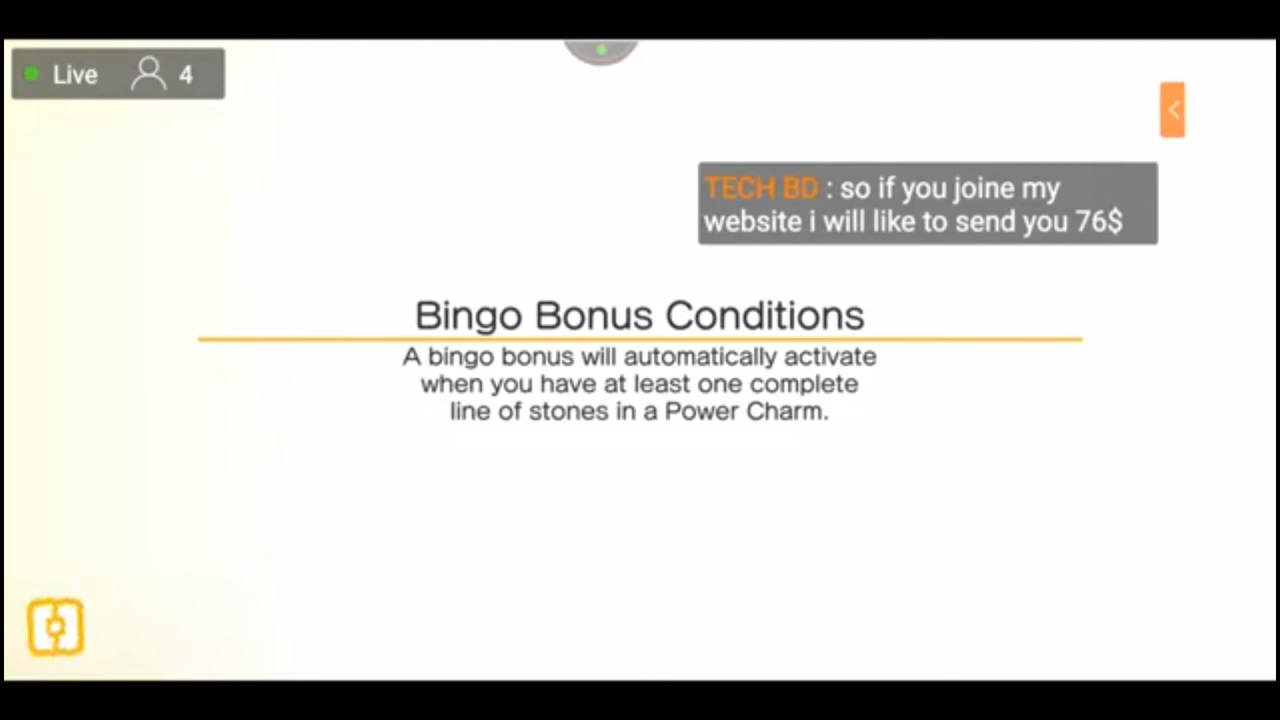 Live 4
TECH BD : so if you joine my
website i will like to send you 76$
Bingo Bonus Conditions
A bingo bonus will automatically activate
when you have at least one complete
line of stones in a Power Charm.